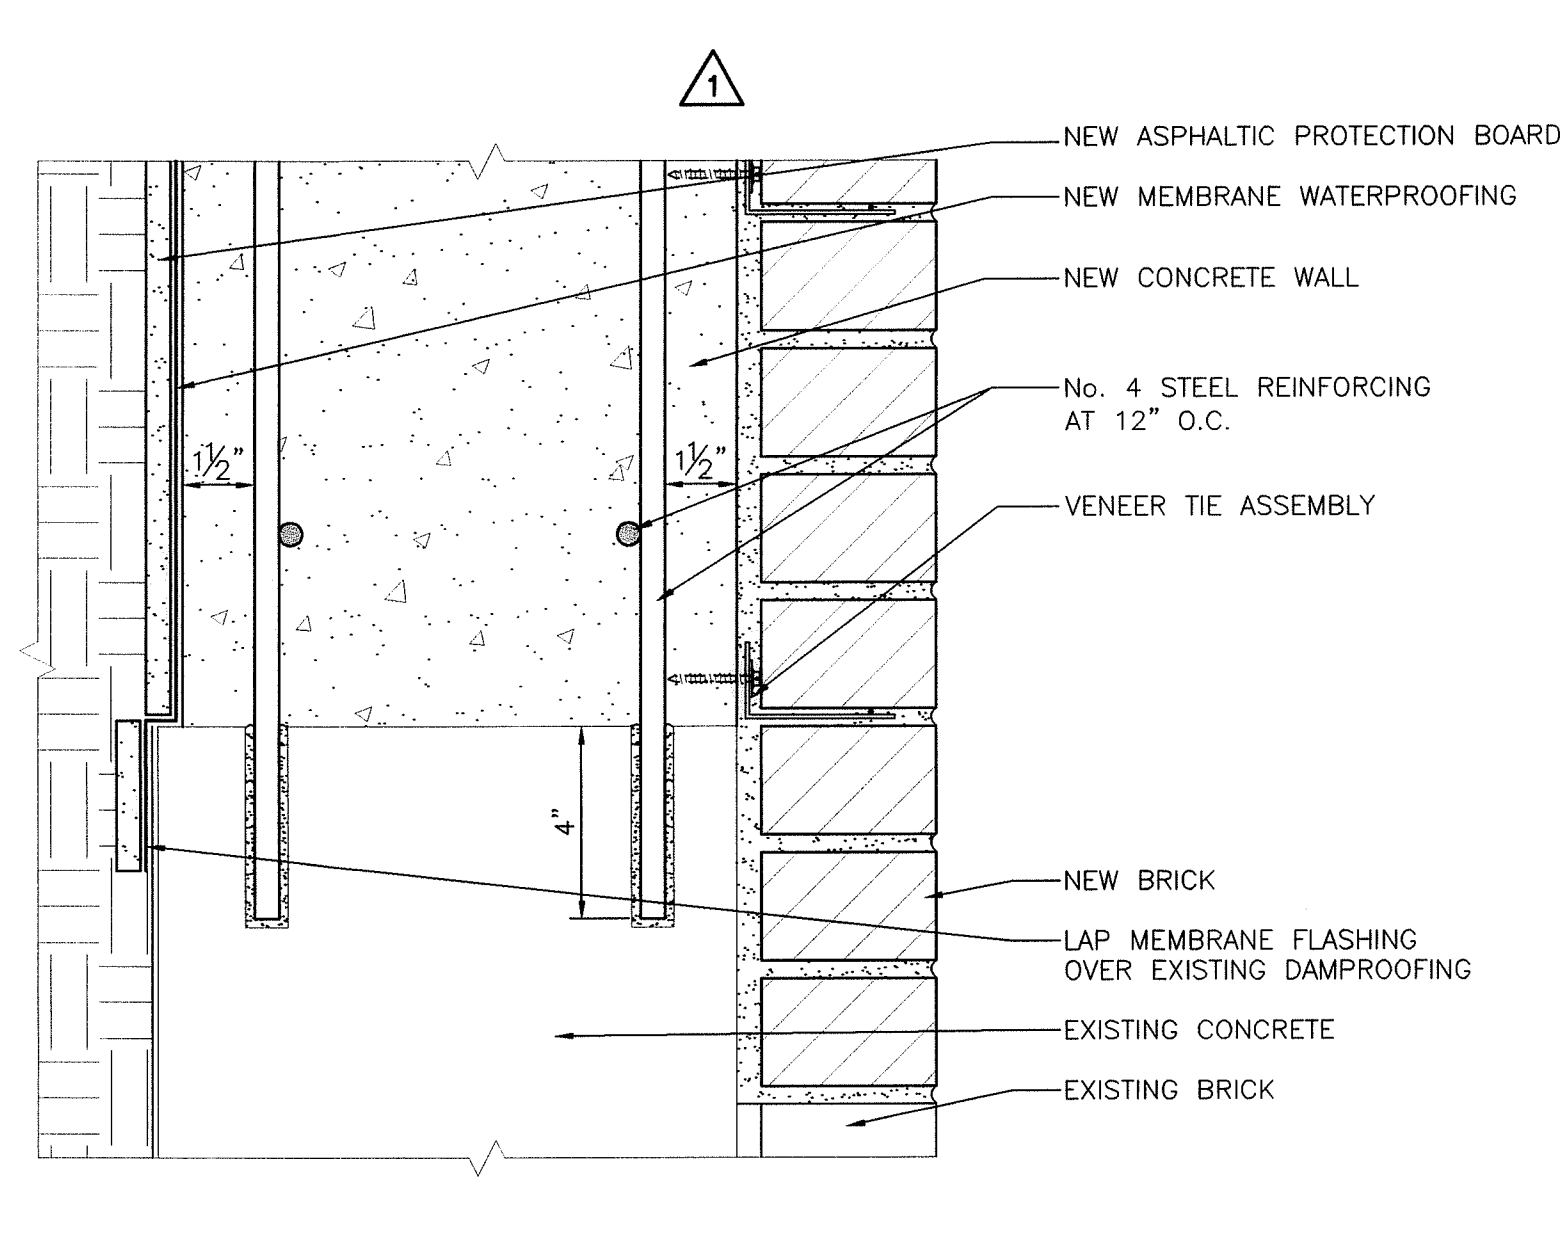 1
NEW ASPHALTIC PROTECTION BOARD
NEW MEMBRANE WATERPROOFING
NEW CONCRETE WALL
No. 4 STEEL REINFORCING
AT 12" O.C.
1½" 1½"
VENEER TIE ASSEMBLY
4"
NEW BRICK
LAP MEMBRANE FLASHING
OVER EXISTING DAMPROOFING
EXISTING CONCRETE
EXISTING BRICK